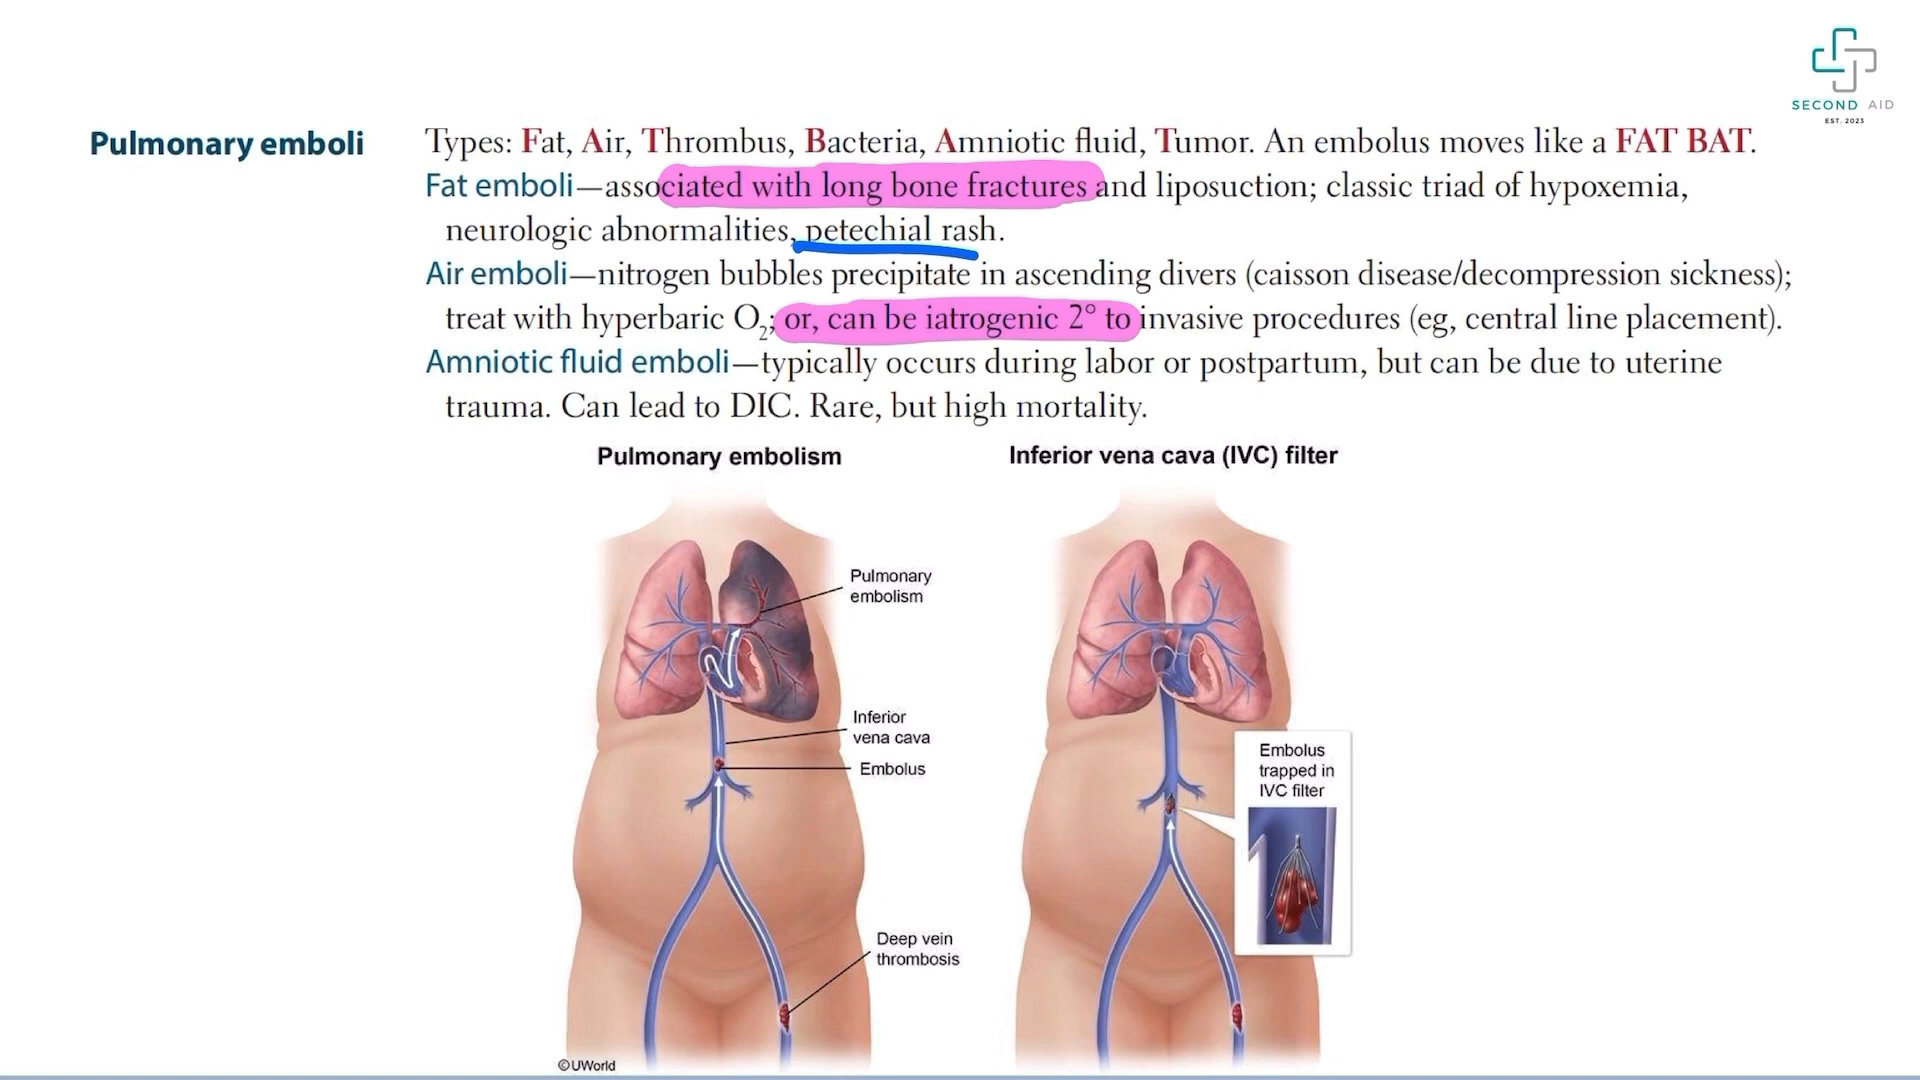 SECOND AID
EST. 2023
Pulmonary emboli
Types: Fat, Air, Thrombus, Bacteria, Amniotic fluid, Tumor. An embolus moves like a FAT BAT.
Fat emboli—associated with long bone fractures and liposuction; classic triad of hypoxemia,
neurologic abnormalities, petechial rash.
Air emboli—nitrogen bubbles precipitate in ascending divers (caisson disease/decompression sickness);
treat with hyperbaric O₂; or, can be iatrogenic 2° to invasive procedures (eg, central line placement).
Amniotic fluid emboli—typically occurs during labor or postpartum, but can be due to uterine
trauma. Can lead to DIC. Rare, but high mortality.
Pulmonary embolism
Pulmonary
embolism
Inferior
vena cava
Embolus
Deep vein
thrombosis
©UWorld
Inferior vena cava (IVC) filter
Embolus
trapped in
IVC filter